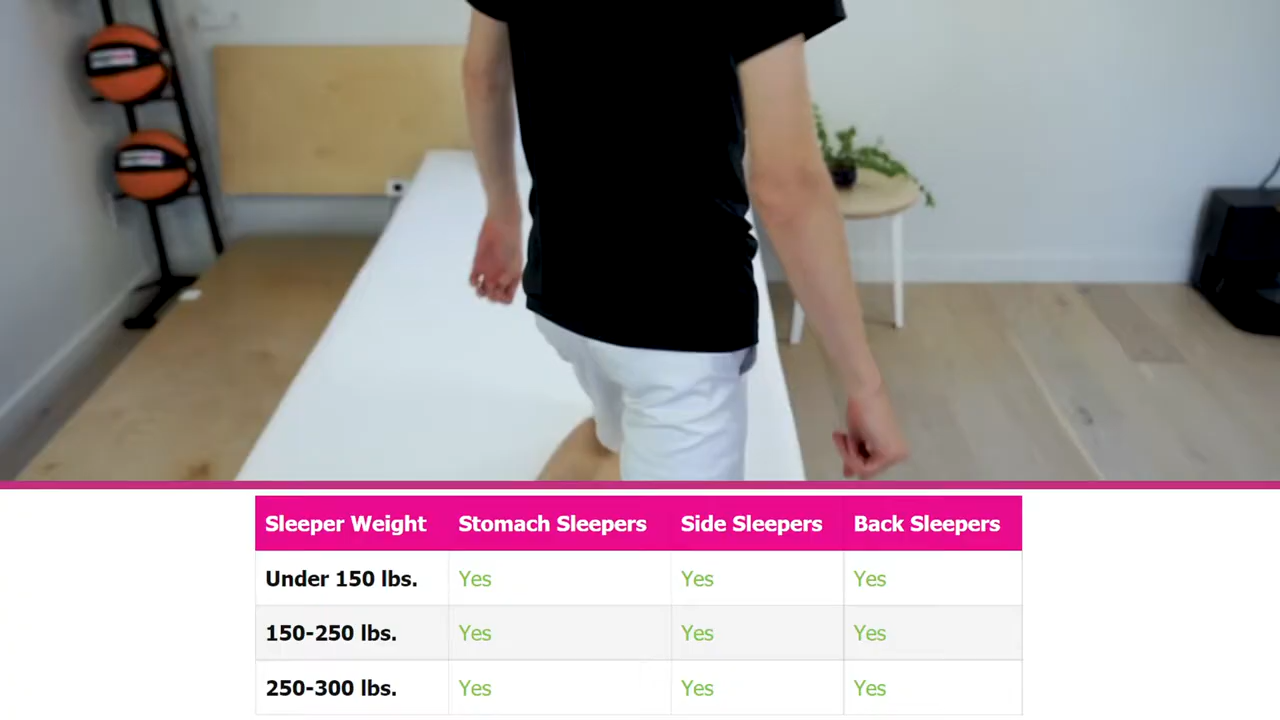 Sleeper Weight Stomach Sleepers Side Sleepers Back Sleepers
Under 150 lbs. Yes Yes Yes
150-250 lbs. Yes Yes Yes
250-300 lbs. Yes Yes Yes